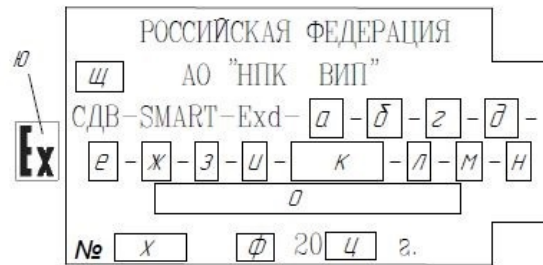 РОССИЙСКАЯ ФЕДЕРАЦИЯ
Ю
Щ АО "НПК ВИП"
СДВ-SMART-Exd- а - б - г - д -
Ex
е - ж - з - и - к - л - м - н
о
№ Х Ф 20 Ц г.